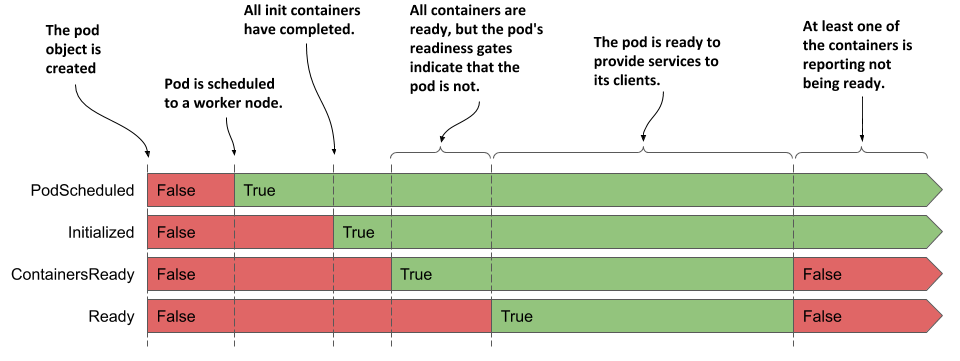 The pod
object is
created
Pod is scheduled
to a worker node.
All init containers
have completed.
All containers are
ready, but the pod's
readiness gates
indicate that the
pod is not.
The pod is ready to
provide services to
its clients.
At least one of
the containers is
reporting not
being ready.
PodScheduled False True
Initialized False True
ContainersReady False True False
Ready False True False